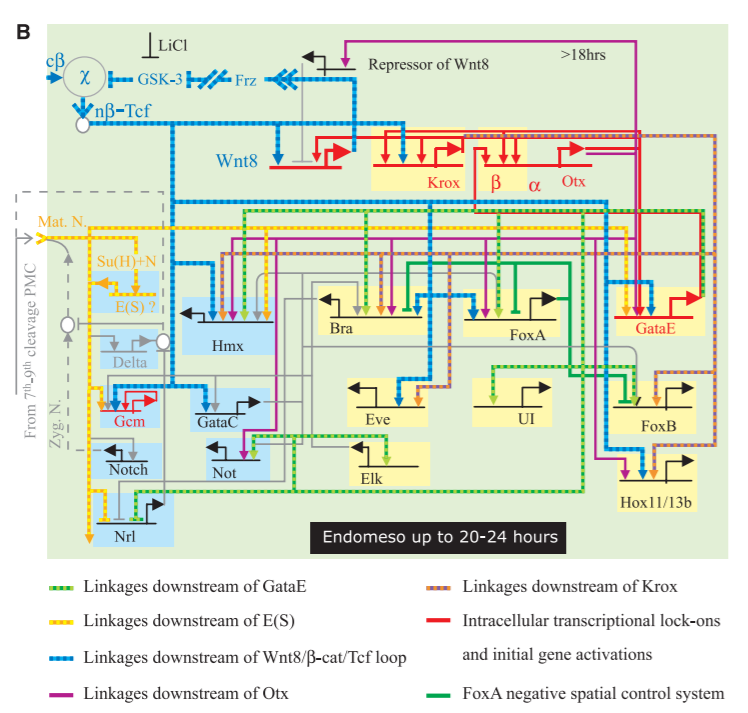 B
LiCl
cβ
χ
GSK-3
Frz
Repressor of Wnt8
>18hrs
nβ-Tcf
Wnt8
Krox
β
α
Otx
Mat. N.
Su(H)+N
E(S) ?
Hmx
Bra
FoxA
GataE
From 7th-9th cleavage PMC
Zyg. N.
Delta
Gcm
GataC
Eve
UI
FoxB
Notch
Not
Elk
Hox11/13b
Nrl
Endomeso up to 20-24 hours
Linkages downstream of GataE
Linkages downstream of E(S)
Linkages downstream of Wnt8/β-cat/Tcf loop
Linkages downstream of Otx
Linkages downstream of Krox
Intracellular transcriptional lock-ons
and initial gene activations
FoxA negative spatial control system